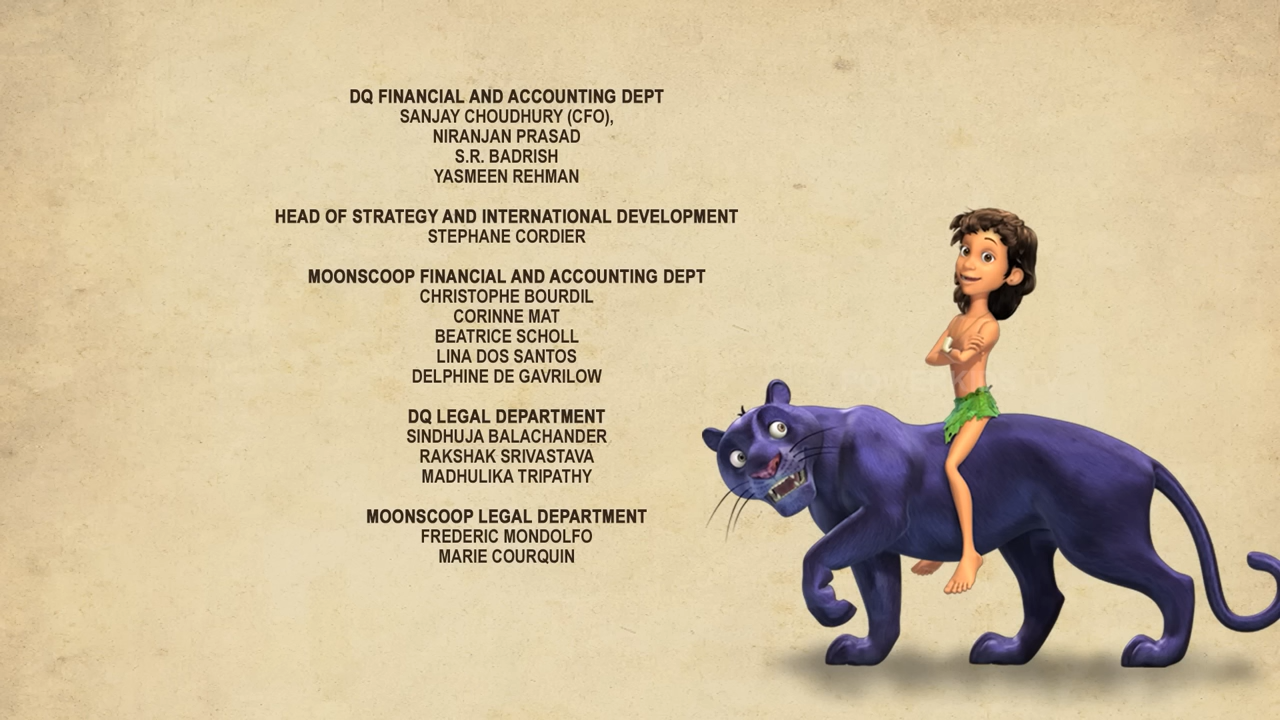 DQ FINANCIAL AND ACCOUNTING DEPT
SANJAY CHOUDHURY (CFO),
NIRANJAN PRASAD
S.R. BADRISH
YASMEEN REHMAN
HEAD OF STRATEGY AND INTERNATIONAL DEVELOPMENT
STEPHANE CORDIER
MOONSCOOP FINANCIAL AND ACCOUNTING DEPT
CHRISTOPHE BOURDIL
CORINNE MAT
BEATRICE SCHOLL
LINA DOS SANTOS
DELPHINE DE GAVRILOW
DQ LEGAL DEPARTMENT
SINDHUJA BALACHANDER
RAKSHAK SRIVASTAVA
MADHULIKA TRIPATHY
MOONSCOOP LEGAL DEPARTMENT
FREDERIC MONDOLFO
MARIE COURQUIN